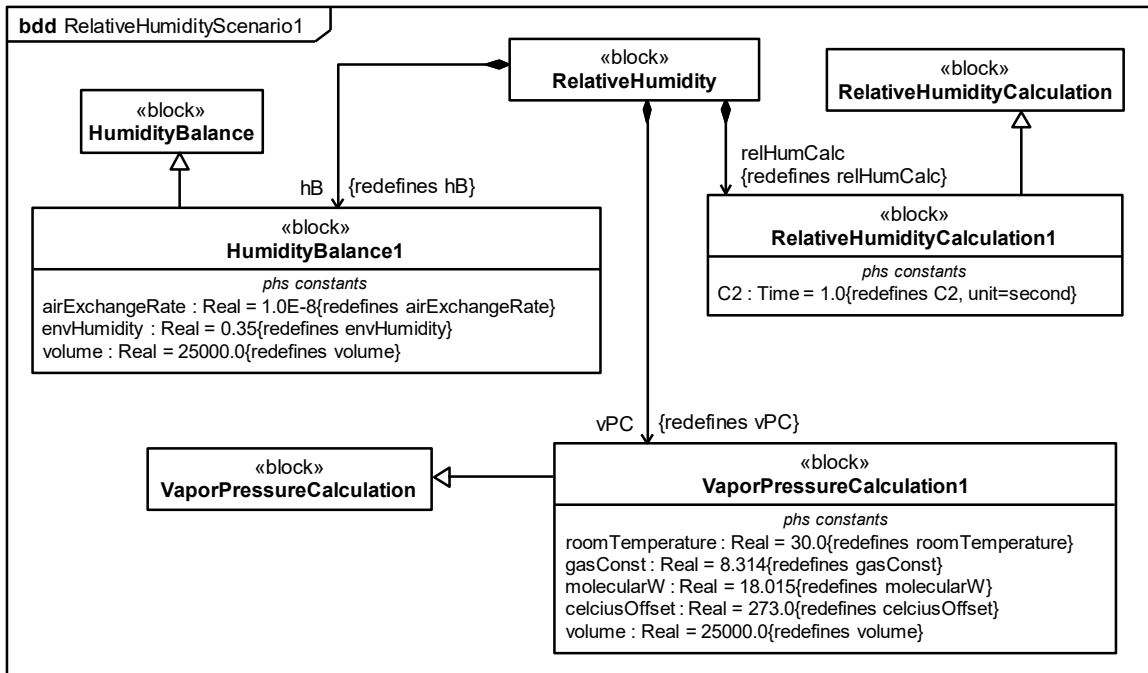 bdd RelativeHumidityScenario1
«block»
RelativeHumidity
«block»
RelativeHumidityCalculation
«block»
HumidityBalance
relHumCalc
{redefines relHumCalc}
hB {redefines hB}
«block»
HumidityBalance1
phs constants
airExchangeRate : Real = 1.0E-8{redefines airExchangeRate}
envHumidity : Real = 0.35{redefines envHumidity}
volume : Real = 25000.0{redefines volume}
«block»
RelativeHumidityCalculation1
phs constants
C2 : Time = 1.0{redefines C2, unit=second}
vPC {redefines vPC}
«block»
VaporPressureCalculation
«block»
VaporPressureCalculation1
phs constants
roomTemperature : Real = 30.0{redefines roomTemperature}
gasConst : Real = 8.314{redefines gasConst}
molecularW : Real = 18.015{redefines molecularW}
celciusOffset : Real = 273.0{redefines celciusOffset}
volume : Real = 25000.0{redefines volume}